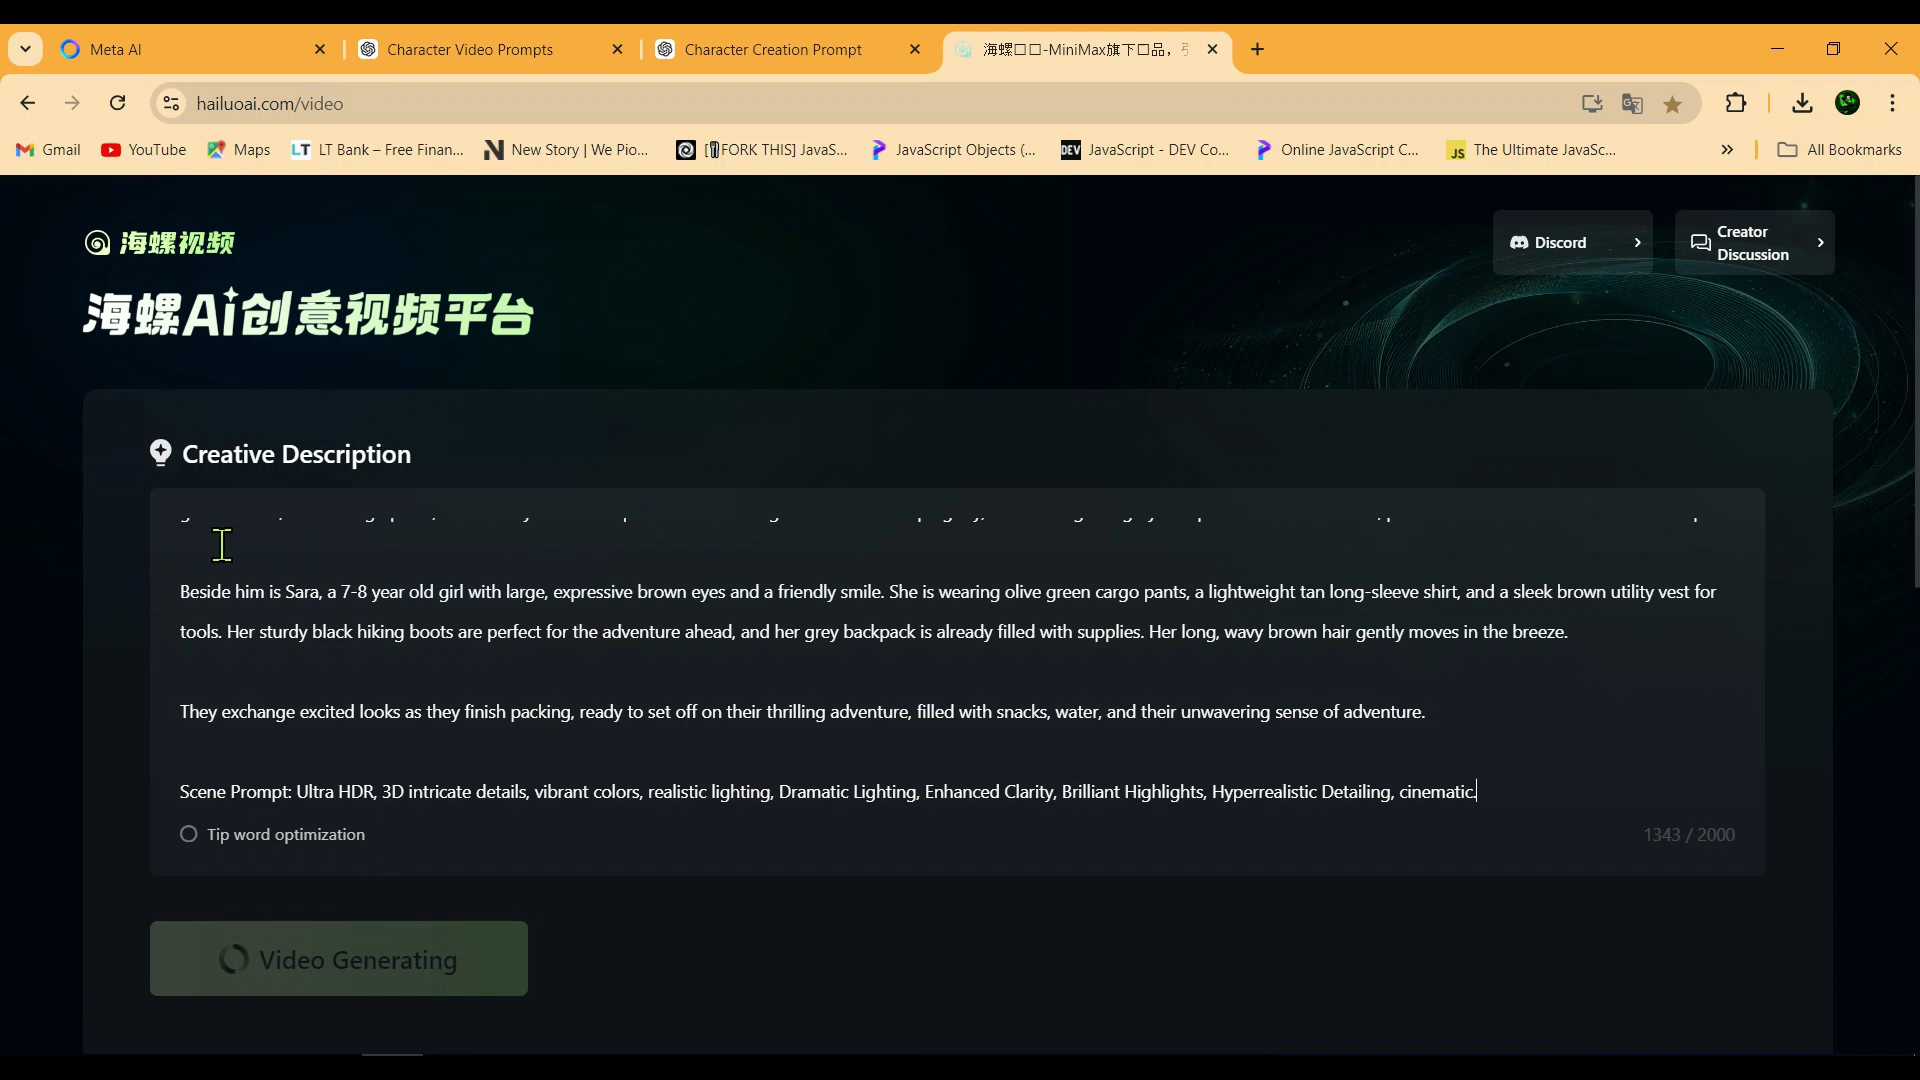 Meta AI
Character Video Prompts
Character Creation Prompt
海螺□□-MiniMax旗下□品，
hailuoai.com/video
Gmail
YouTube
Maps
LT Bank – Free Finan...
New Story | We Pio...
FORK THIS] JavaS...
JavaScript Objects (...
DEV
JavaScript - DEV Co...
Online JavaScript C...
JS
The Ultimate JavaSc...
All Bookmarks
海螺视频
Discord
Creator
Discussion
海螺Ai创意视频平台
Creative Description
Beside him is Sara, a 7-8 year old girl with large, expressive brown eyes and a friendly smile. She is wearing olive green cargo pants, a lightweight tan long-sleeve shirt, and a sleek brown utility vest for
tools. Her sturdy black hiking boots are perfect for the adventure ahead, and her grey backpack is already filled with supplies. Her long, wavy brown hair gently moves in the breeze.
They exchange excited looks as they finish packing, ready to set off on their thrilling adventure, filled with snacks, water, and their unwavering sense of adventure.
Scene Prompt: Ultra HDR, 3D intricate details, vibrant colors, realistic lighting, Dramatic Lighting, Enhanced Clarity, Brilliant Highlights, Hyperrealistic Detailing, cinematic.
Tip word optimization
1343 / 2000
Video Generating